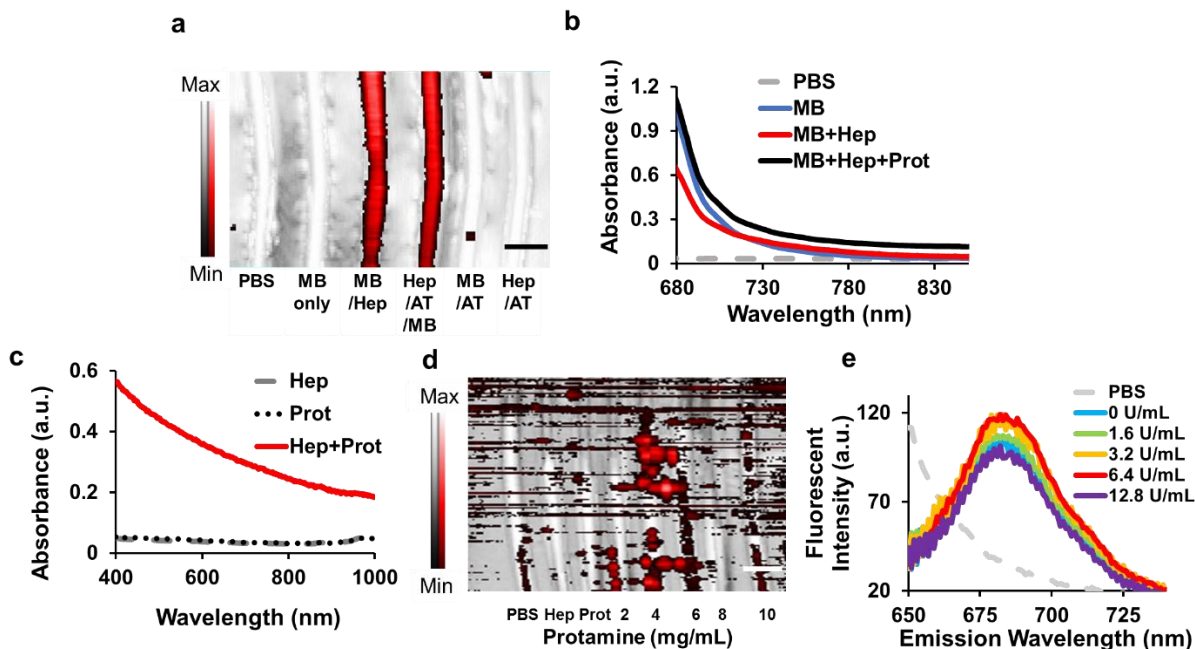 a
Max
Min
PBS MB MB Hep MB Hep
only /Hep /AT /AT /AT
/MB
b
Absorbance (a.u.)
1.2
0.9
0.6
0.3
0
680 730 780 830
Wavelength (nm)
PBS
MB
MB+Hep
MB+Hep+Prot
c
Absorbance (a.u.)
0.6
0.4
0.2
0
400 600 800 1000
Wavelength (nm)
Hep
Prot
Hep+Prot
d
Max
Min
PBS Hep Prot 2 4 6 8 10
Protamine (mg/mL)
e
Fluorescent
Intensity (a.u.)
120
70
20
650 675 700 725
Emission Wavelength (nm)
PBS
0 U/mL
1.6 U/mL
3.2 U/mL
6.4 U/mL
12.8 U/mL